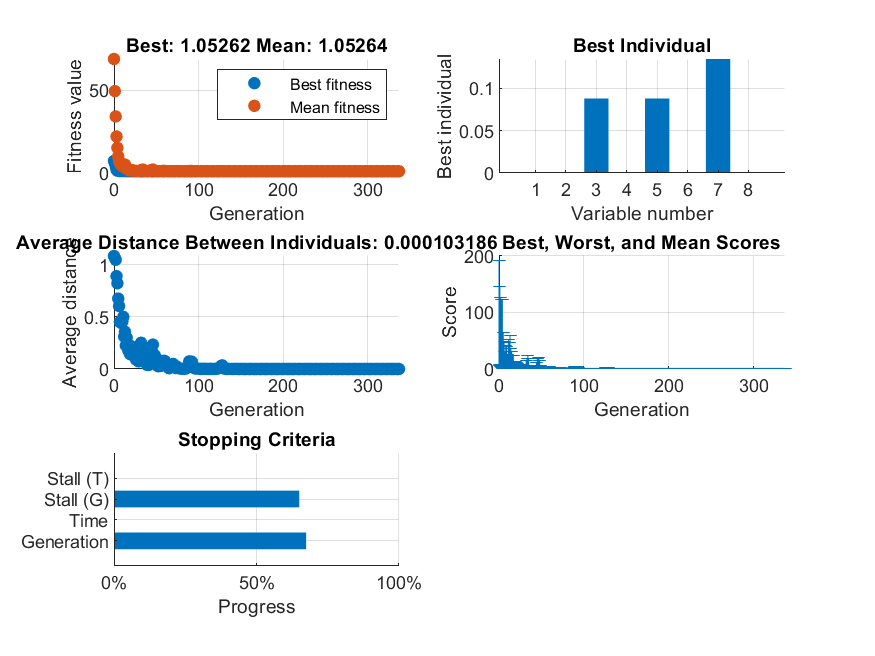 Best: 1.05262 Mean: 1.05264
Fitness value
50
0
Best fitness
Mean fitness
0 100 200 300
Generation
Best Individual
Best individual
0.1
0.05
0
1 2 3 4 5 6 7 8
Variable number
Average Distance Between Individuals: 0.000103186
Average distance
1
0.5
0
0 100 200 300
Generation
Best, Worst, and Mean Scores
Score
200
100
0
0 100 200 300
Generation
Stopping Criteria
Stall (T)
Stall (G)
Time
Generation
0% 50% 100%
Progress